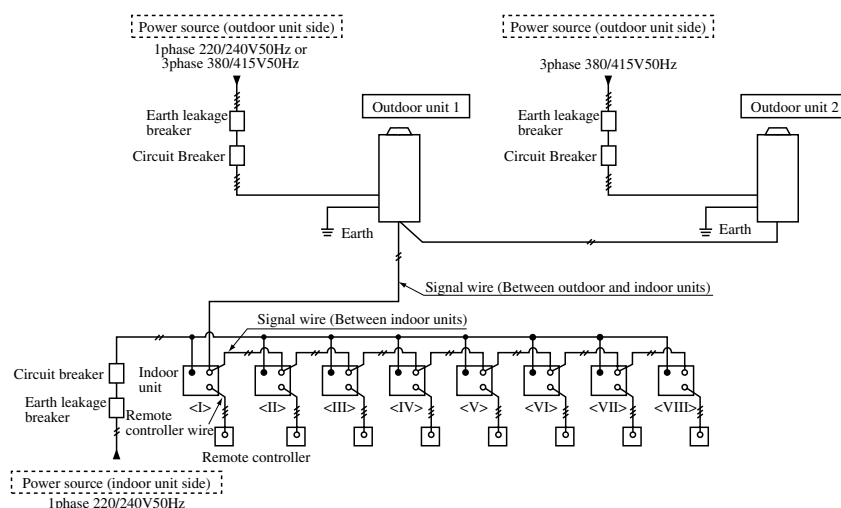 Power source (outdoor unit side)
1phase 220/240V50Hz or
3phase 380/415V50Hz
Earth leakage
breaker
Circuit Breaker
Outdoor unit 1
Earth
Power source (outdoor unit side)
3phase 380/415V50Hz
Earth leakage
breaker
Circuit Breaker
Outdoor unit 2
Earth
Signal wire (Between outdoor and indoor units)
Signal wire (Between indoor units)
Circuit breaker
Earth leakage
breaker
Indoor
unit
Remote
controller wire
<I>
<II>
<III>
<IV>
<V>
<VI>
<VII>
<VIII>
Remote controller
Power source (indoor unit side)
1phase 220/240V50Hz